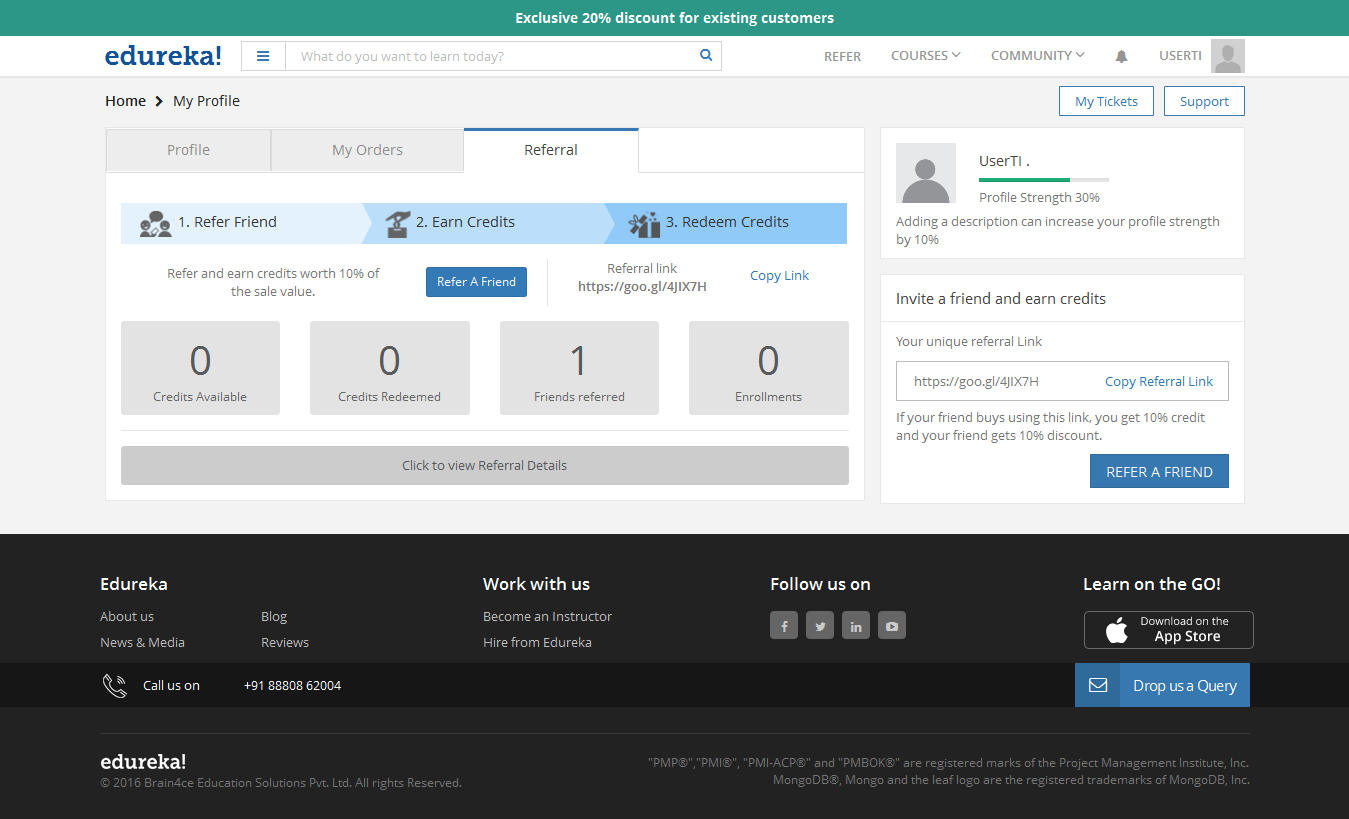 Exclusive 20% discount for existing customers
edureka!
What do you want to learn today?
REFER
COURSES
COMMUNITY
USERTI
Home
My Profile
My Tickets
Support
Profile
My Orders
Referral
1. Refer Friend
2. Earn Credits
3. Redeem Credits
Refer and earn credits worth 10% of
the sale value.
Refer A Friend
Referral link
https://goo.gl/4JIX7H
Copy Link
0
Credits Available
0
Credits Redeemed
1
Friends referred
0
Enrollments
Click to view Referral Details
UserTI .
Profile Strength 30%
Adding a description can increase your profile strength
by 10%
Invite a friend and earn credits
Your unique referral Link
https://goo.gl/4JIX7H
Copy Referral Link
If your friend buys using this link, you get 10% credit
and your friend gets 10% discount.
REFER A FRIEND
Edureka
About us
Blog
News & Media
Reviews
Work with us
Become an Instructor
Hire from Edureka
Follow us on
Learn on the GO!
Download on the
App Store
Call us on
+91 88808 62004
Drop us a Query
edureka!
© 2016 Brain4ce Education Solutions Pvt. Ltd. All rights Reserved.
"PMP®","PMI®", "PMI-ACP®" and "PMBOK®" are registered marks of the Project Management Institute, Inc.
MongoDB®, Mongo and the leaf logo are the registered trademarks of MongoDB, Inc.